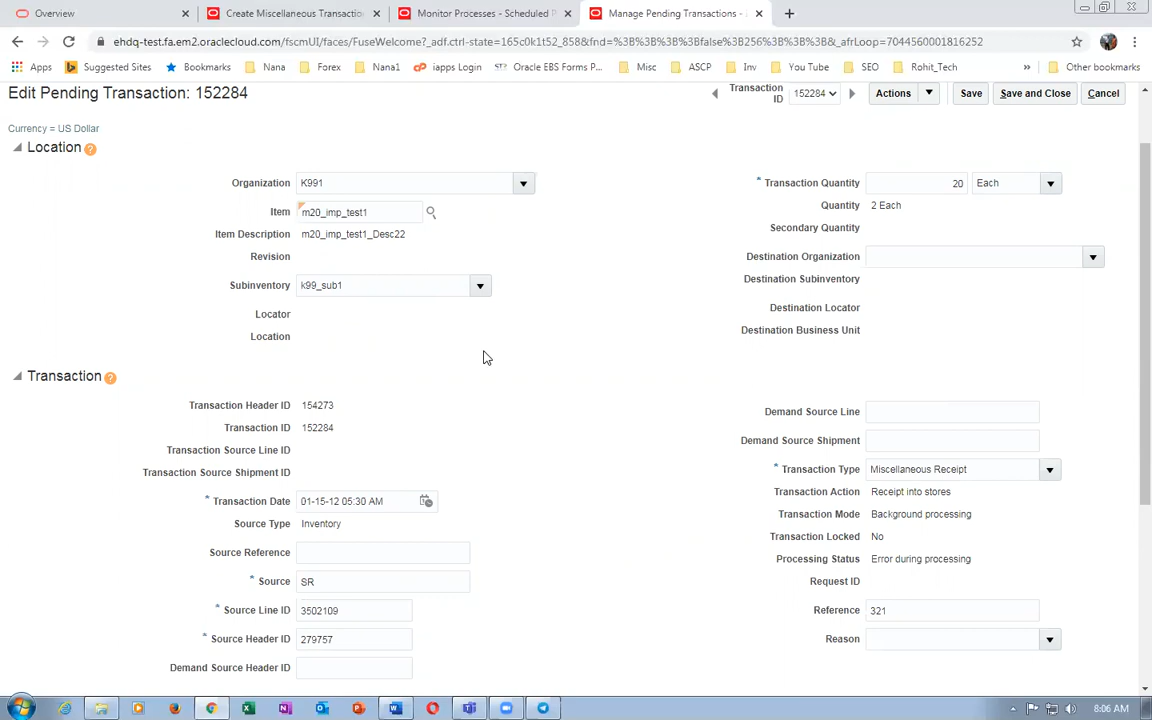 Overview
Create Miscellaneous Transactio
Monitor Processes - Scheduled P
Manage Pending Transactions -
ehdq-test.fa.em2.oraclecloud.com/fscmUI/faces/FuseWelcome?_adf.ctrl-state=165c0k1t52_858&fnd=%3B%3B%3B%3Bfalse%3B256%3B%3B%3B&_afrLoop=7044560001816252
Apps Suggested Sites Bookmarks Nana Forex Nana1 iapps Login Oracle EBS Forms P... Misc ASCP Inv You Tube SEO Rohit_Tech » Other bookmarks
Edit Pending Transaction: 152284
Transaction ID 152284 Actions Save Save and Close Cancel
Currency = US Dollar
Location
Organization K991
Item m20_imp_test1
Item Description m20_imp_test1_Desc22
Revision
Subinventory k99_sub1
Locator
Location
* Transaction Quantity 20 Each
Quantity 2 Each
Secondary Quantity
Destination Organization
Destination Subinventory
Destination Locator
Destination Business Unit
Transaction
Transaction Header ID 154273
Transaction ID 152284
Transaction Source Line ID
Transaction Source Shipment ID
* Transaction Date 01-15-12 05:30 AM
Source Type Inventory
Source Reference
* Source SR
* Source Line ID 3502109
* Source Header ID 279757
Demand Source Header ID
Demand Source Line
Demand Source Shipment
* Transaction Type Miscellaneous Receipt
Transaction Action Receipt into stores
Transaction Mode Background processing
Transaction Locked No
Processing Status Error during processing
Request ID
Reference 321
Reason
8:06 AM